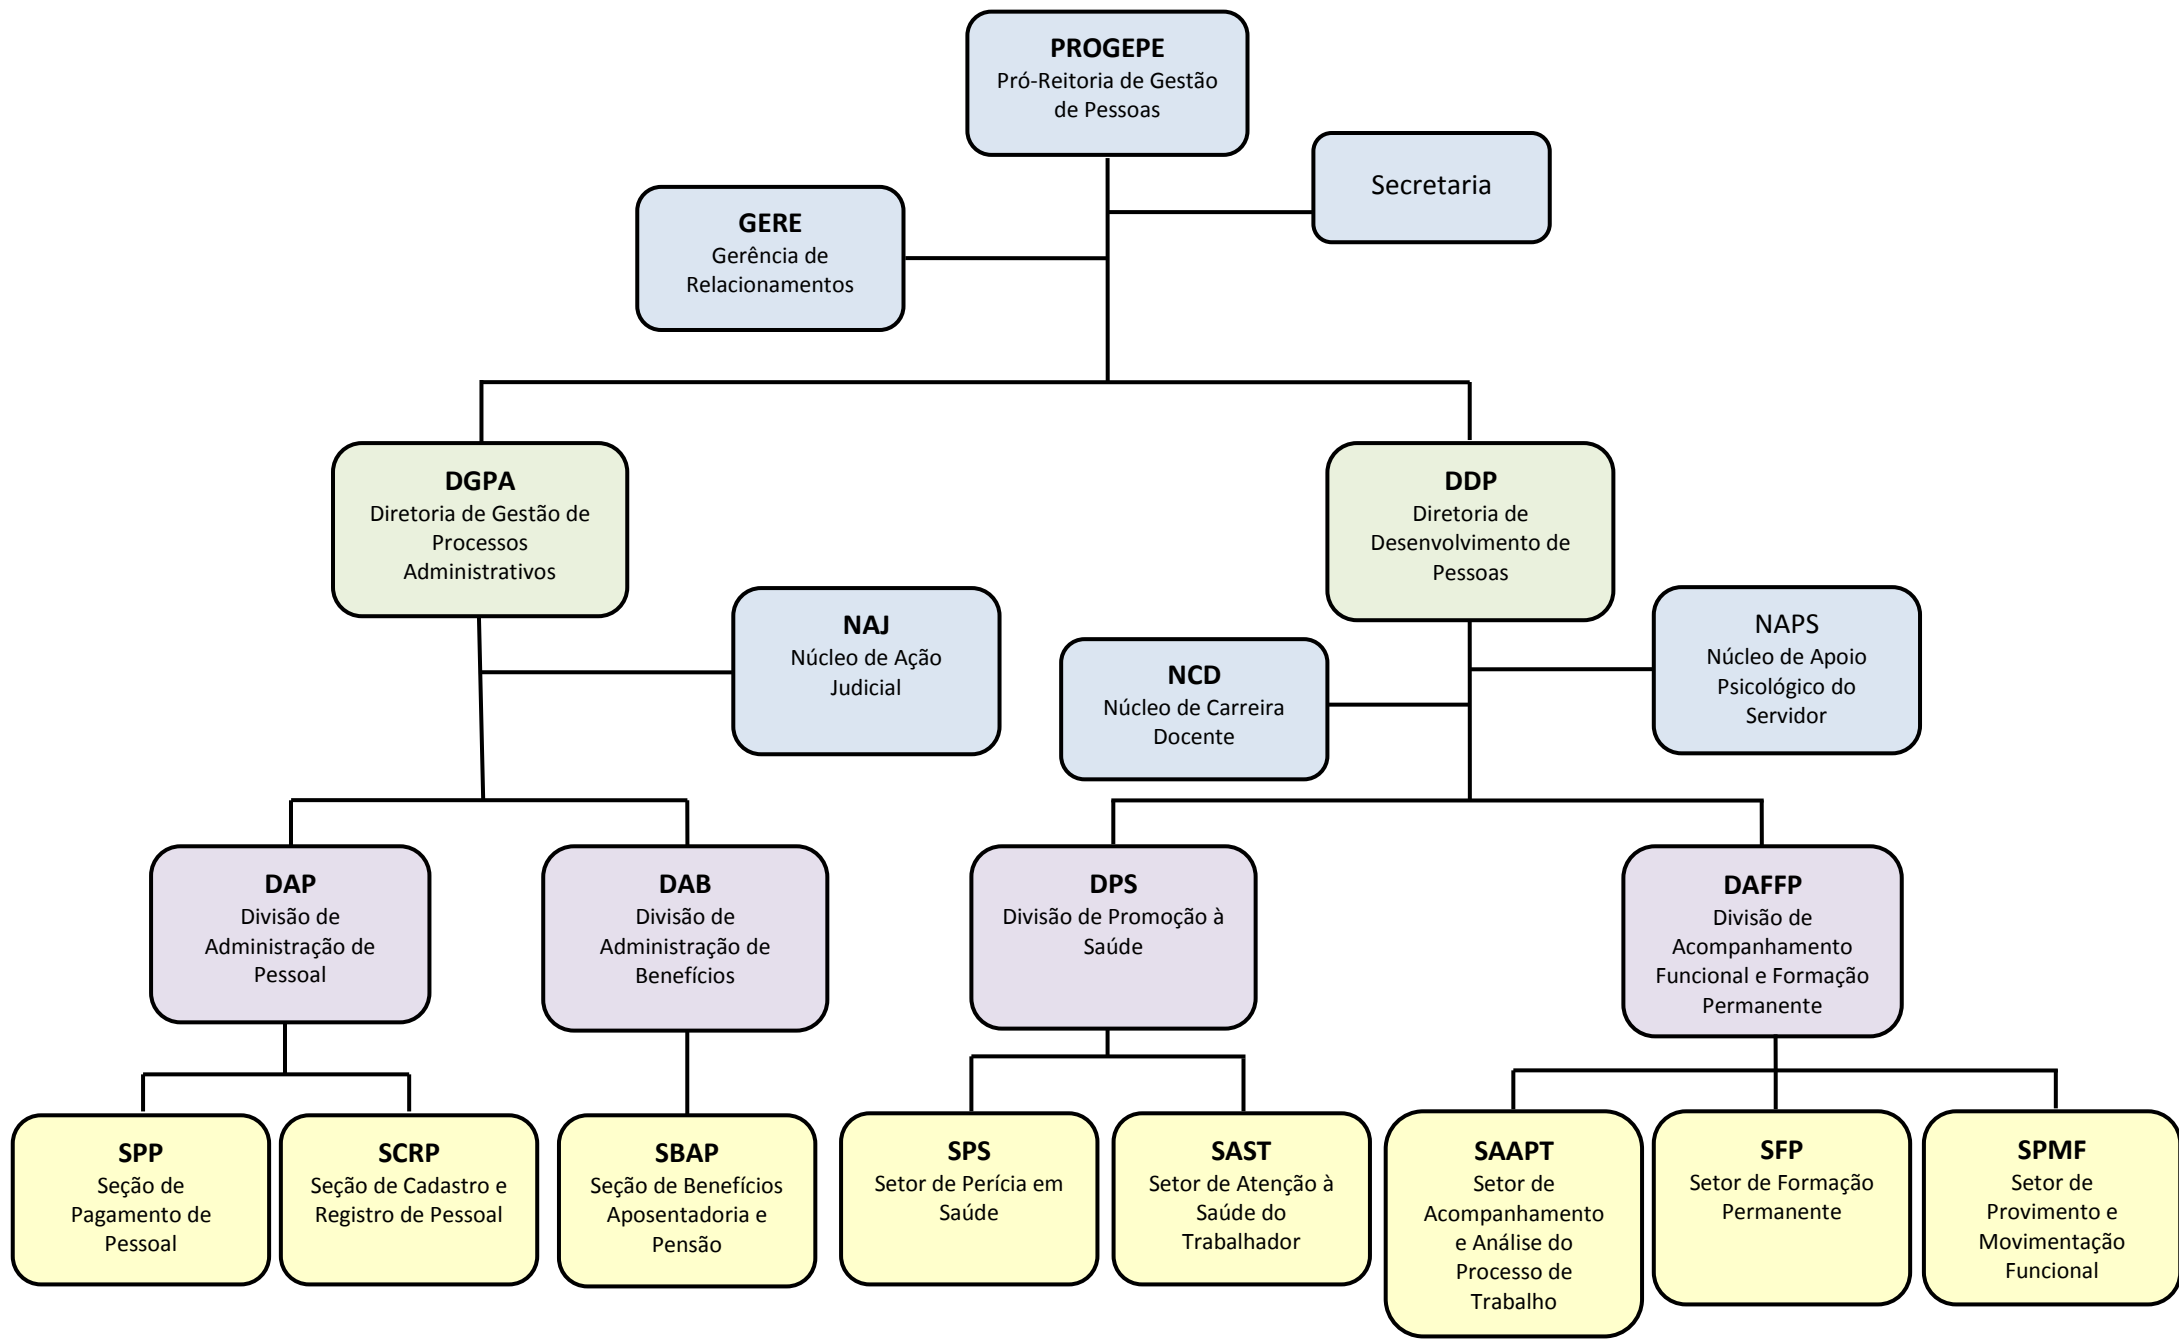 PROGEPE
Pró-Reitoria de Gestão
de Pessoas
Secretaria
GERE
Gerência de
Relacionamentos
DGPA
Diretoria de Gestão de
Processos
Administrativos
DDP
Diretoria de
Desenvolvimento de
Pessoas
NAJ
Núcleo de Ação
Judicial
NCD
Núcleo de Carreira
Docente
NAPS
Núcleo de Apoio
Psicológico do
Servidor
DAP
Divisão de
Administração de
Pessoal
DAB
Divisão de
Administração de
Benefícios
DPS
Divisão de Promoção à
Saúde
DAFFP
Divisão de
Acompanhamento
Funcional e Formação
Permanente
SPP
Seção de
Pagamento de
Pessoal
SCRP
Seção de Cadastro e
Registro de Pessoal
SBAP
Seção de Benefícios
Aposentadoria e
Pensão
SPS
Setor de Perícia em
Saúde
SAST
Setor de Atenção à
Saúde do
Trabalhador
SAAPT
Setor de
Acompanhamento
e Análise do
Processo de
Trabalho
SFP
Setor de Formação
Permanente
SPMF
Setor de
Provimento e
Movimentação
Funcional